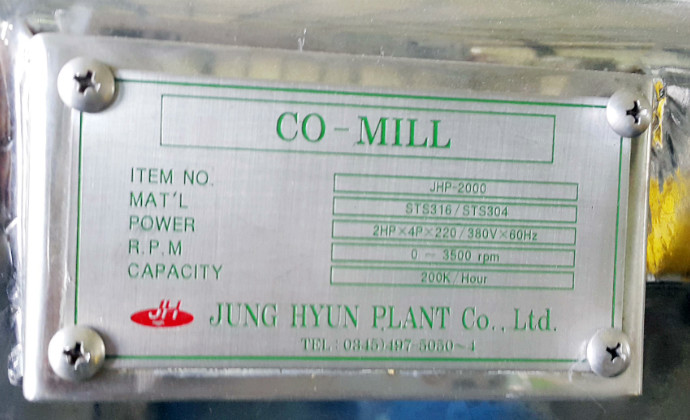 CO-MILL
ITEM NO. JHP-2000
MAT'L STS316/STS304
POWER 2HP×4P×220/380V×60Hz
R.P.M 0 ~ 3500 rpm
CAPACITY 200K/Hour
JH JUNG HYUN PLANT Co., Ltd.
TEL : 0345)497-5050~4